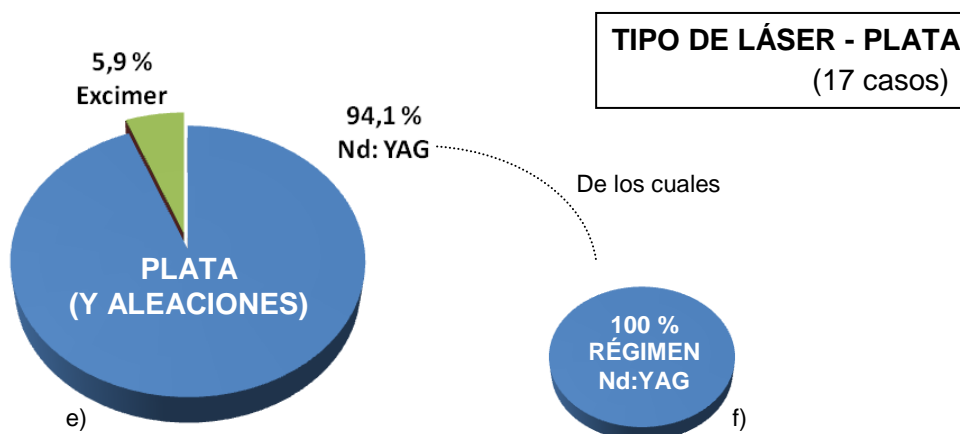 TIPO DE LÁSER - PLATA
(17 casos)
5,9 %
Excimer
94,1 %
Nd: YAG
De los cuales
PLATA
(Y ALEACIONES)
100 %
RÉGIMEN
Nd:YAG
e)
f)